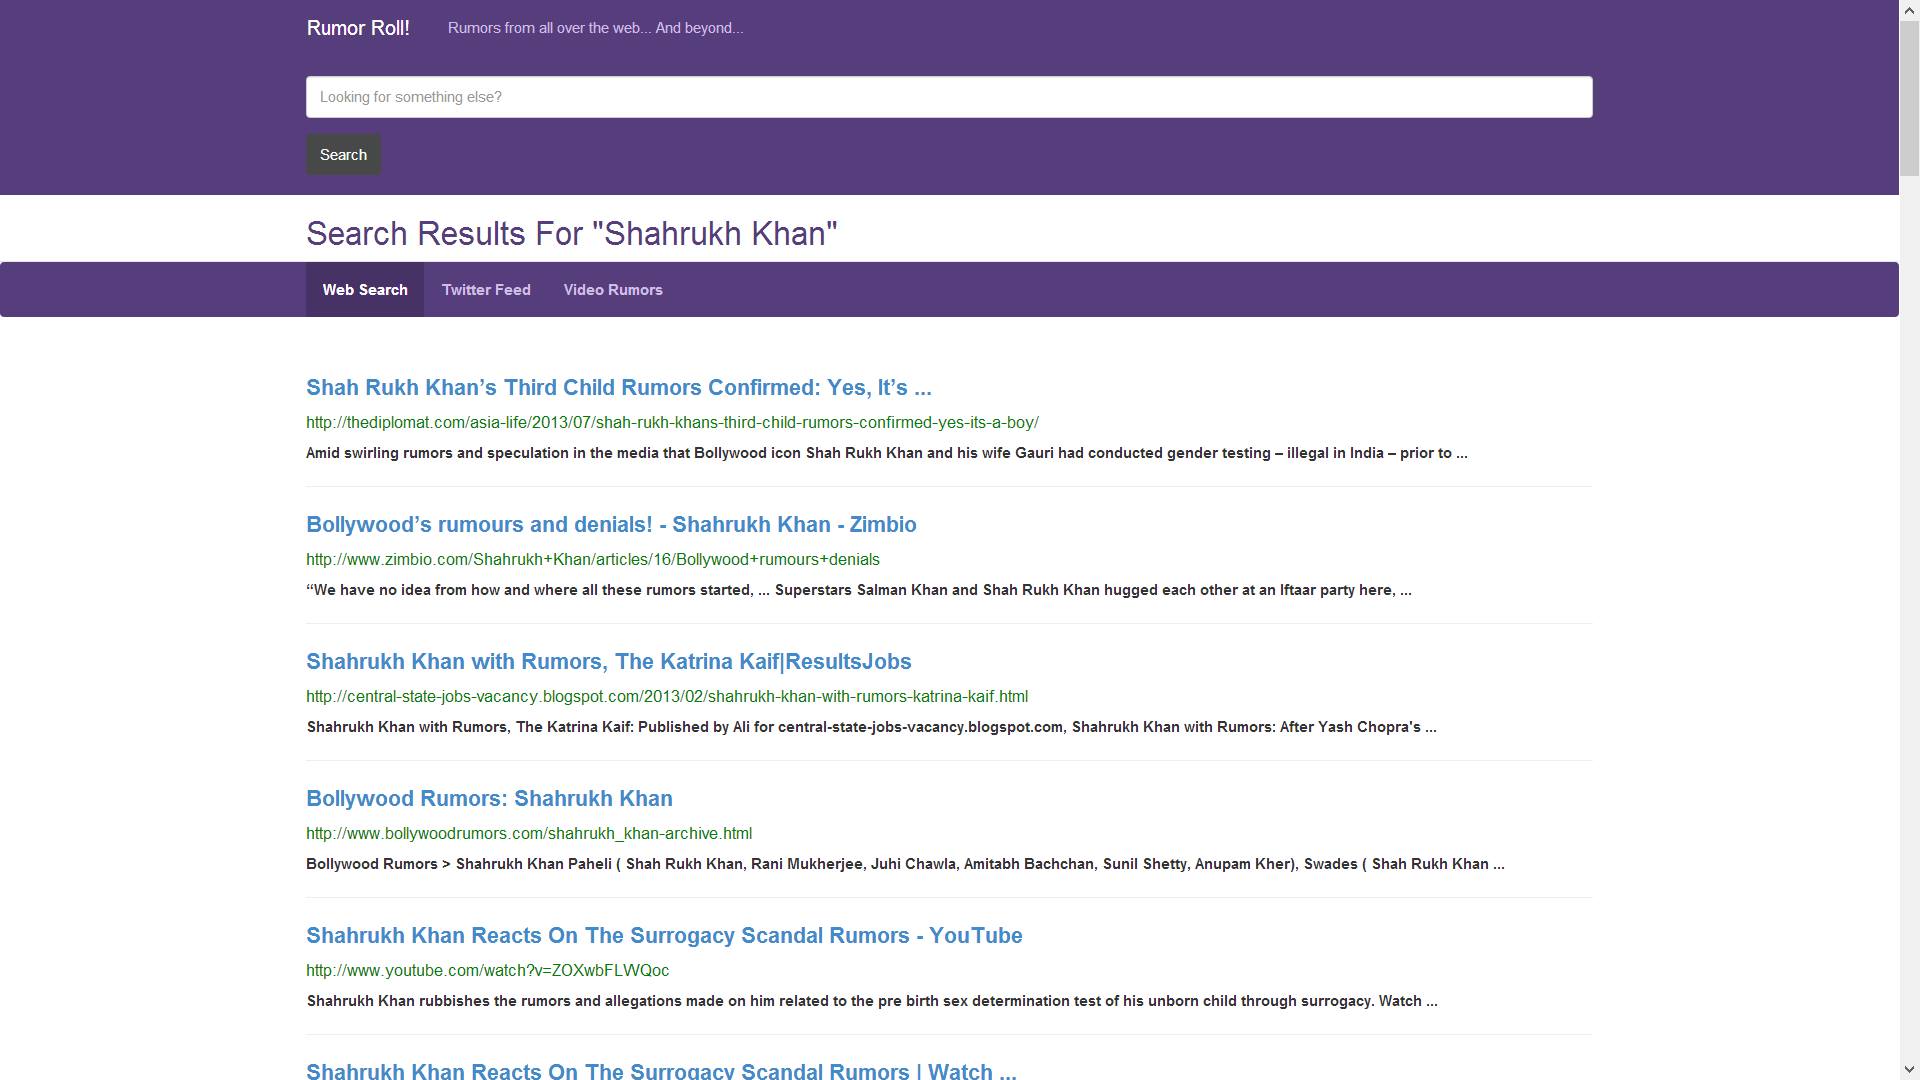 Rumor Roll! Rumors from all over the web... And beyond...
Looking for something else?
Search
Search Results For "Shahrukh Khan"
Web Search Twitter Feed Video Rumors
Shah Rukh Khan’s Third Child Rumors Confirmed: Yes, It’s ...
http://thediplomat.com/asia-life/2013/07/shah-rukh-khans-third-child-rumors-confirmed-yes-its-a-boy/
Amid swirling rumors and speculation in the media that Bollywood icon Shah Rukh Khan and his wife Gauri had conducted gender testing – illegal in India – prior to ...
Bollywood’s rumours and denials! - Shahrukh Khan - Zimbio
http://www.zimbio.com/Shahrukh+Khan/articles/16/Bollywood+rumours+denials
“We have no idea from how and where all these rumors started, ... Superstars Salman Khan and Shah Rukh Khan hugged each other at an Iftaar party here, ...
Shahrukh Khan with Rumors, The Katrina Kaif|ResultsJobs
http://central-state-jobs-vacancy.blogspot.com/2013/02/shahrukh-khan-with-rumors-katrina-kaif.html
Shahrukh Khan with Rumors, The Katrina Kaif: Published by Ali for central-state-jobs-vacancy.blogspot.com, Shahrukh Khan with Rumors: After Yash Chopra's ...
Bollywood Rumors: Shahrukh Khan
http://www.bollywoodrumors.com/shahrukh_khan-archive.html
Bollywood Rumors > Shahrukh Khan Paheli ( Shah Rukh Khan, Rani Mukherjee, Juhi Chawla, Amitabh Bachchan, Sunil Shetty, Anupam Kher), Swades ( Shah Rukh Khan ...
Shahrukh Khan Reacts On The Surrogacy Scandal Rumors - YouTube
http://www.youtube.com/watch?v=ZOXwbFLWQoc
Shahrukh Khan rubbishes the rumors and allegations made on him related to the pre birth sex determination test of his unborn child through surrogacy. Watch ...
Shahrukh Khan Reacts On The Surrogacy Scandal Rumors | Watch ...